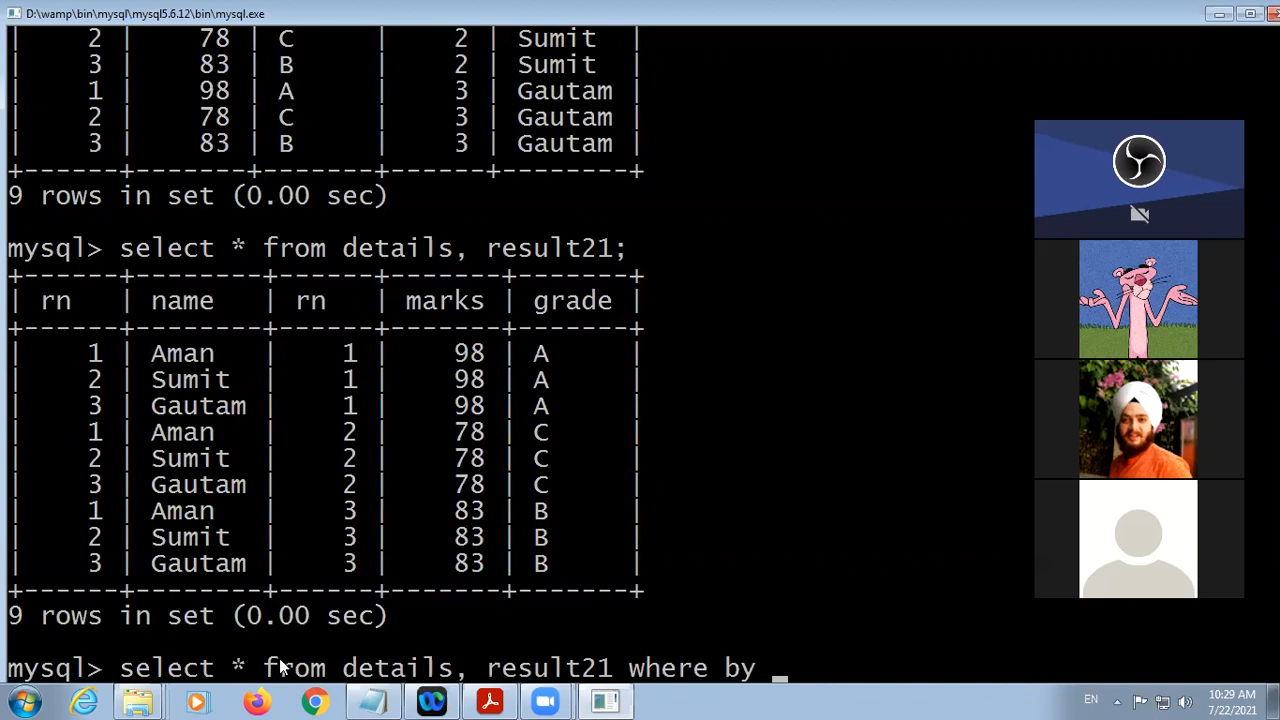 D:\wamp\bin\mysql\mysql5.6.12\bin\mysql.exe
| 2 | 78 | C | 2 | Sumit |
| 3 | 83 | B | 2 | Sumit |
| 1 | 98 | A | 3 | Gautam |
| 2 | 78 | C | 3 | Gautam |
| 3 | 83 | B | 3 | Gautam |
+------+-------+-------+------+--------+
9 rows in set (0.00 sec)
mysql> select * from details, result21;
+------+--------+------+-------+-------+
| rn | name | rn | marks | grade |
+------+--------+------+-------+-------+
| 1 | Aman | 1 | 98 | A |
| 2 | Sumit | 1 | 98 | A |
| 3 | Gautam | 1 | 98 | A |
| 1 | Aman | 2 | 78 | C |
| 2 | Sumit | 2 | 78 | C |
| 3 | Gautam | 2 | 78 | C |
| 1 | Aman | 3 | 83 | B |
| 2 | Sumit | 3 | 83 | B |
| 3 | Gautam | 3 | 83 | B |
+------+--------+------+-------+-------+
9 rows in set (0.00 sec)
mysql> select * from details, result21 where by _
EN
10:29 AM
7/22/2021